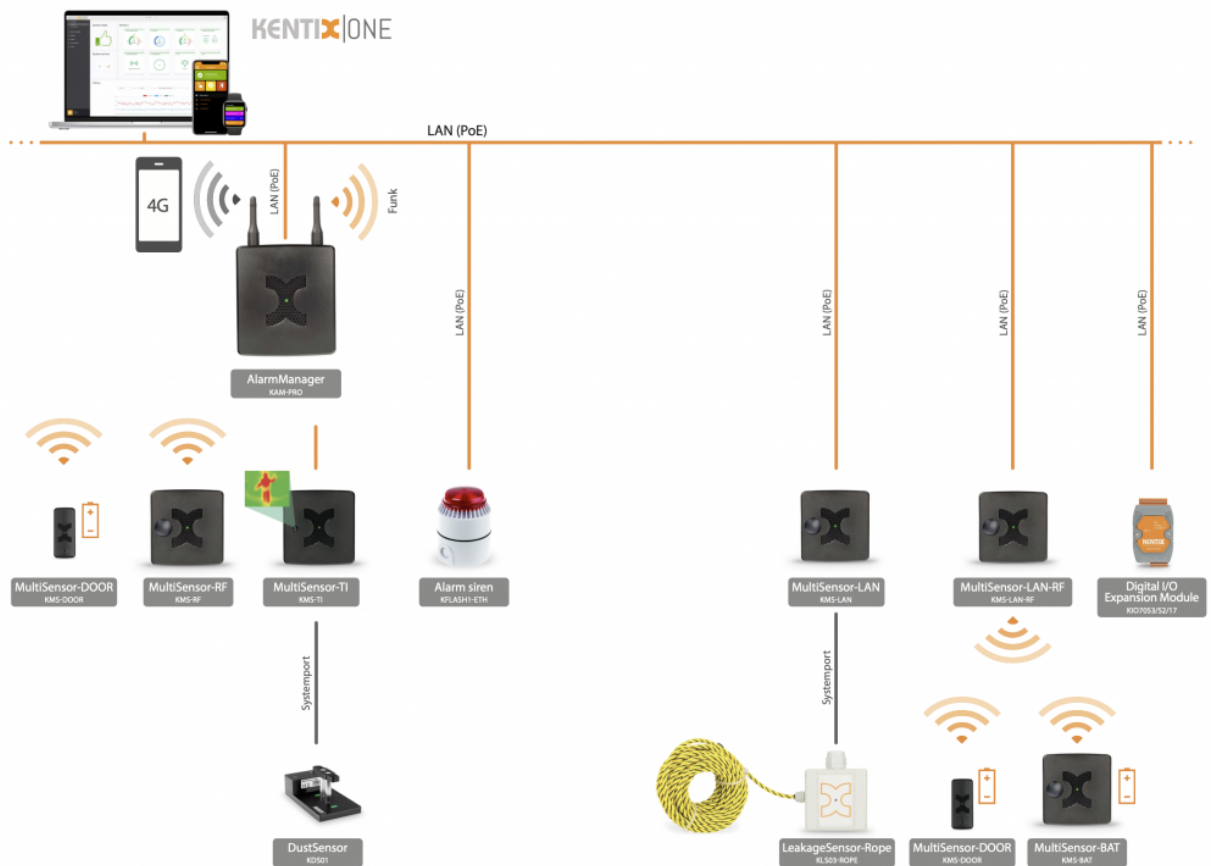 KENTIX|ONE
LAN (PoE)
4G
LAN (PoE)
Funk
LAN (PoE)
LAN (PoE)
LAN (PoE)
LAN (PoE)
AlarmManager
KAM-PRO
MultiSensor-DOOR
KMS-DOOR
MultiSensor-RF
KMS-RF
MultiSensor-TI
KMS-TI
Alarm siren
KFLASH1-ETH
MultiSensor-LAN
KMS-LAN
MultiSensor-LAN-RF
KMS-LAN-RF
KENTIX
Digital I/O
Expansion Module
KIO7053/52/17
Systemport
Systemport
DustSensor
KDS01
LeakageSensor-Rope
KLS03-ROPE
MultiSensor-DOOR
KMS-DOOR
MultiSensor-BAT
KMS-BAT